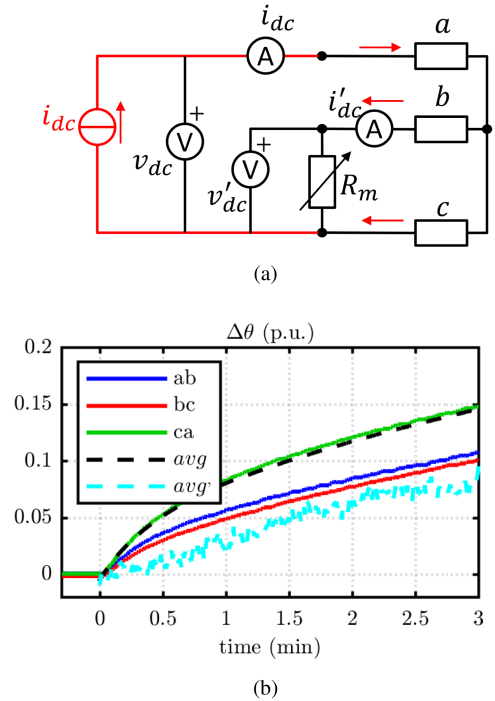 i_dc
A
a
i_dc
i'_dc
b
A
+
V
v_dc
+
V
v'_dc
R_m
c
(a)
Δθ (p.u.)
0.2
0.15
0.1
0.05
0
ab
bc
ca
avg
avg'
0 0.5 1 1.5 2 2.5 3
time (min)
(b)